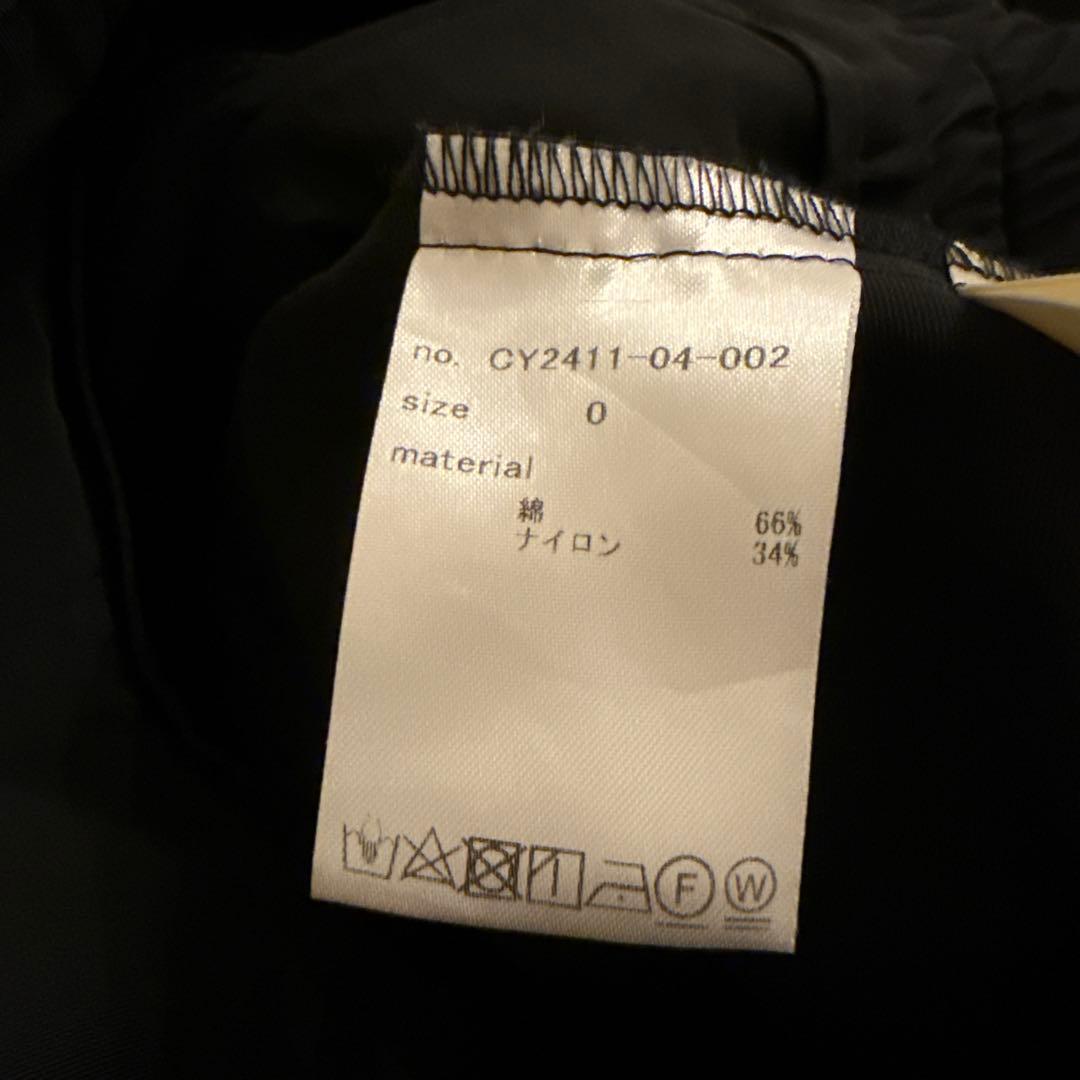 no. CY2411-04-002
size 0
material
綿 66%
ナイロン 34%
F W